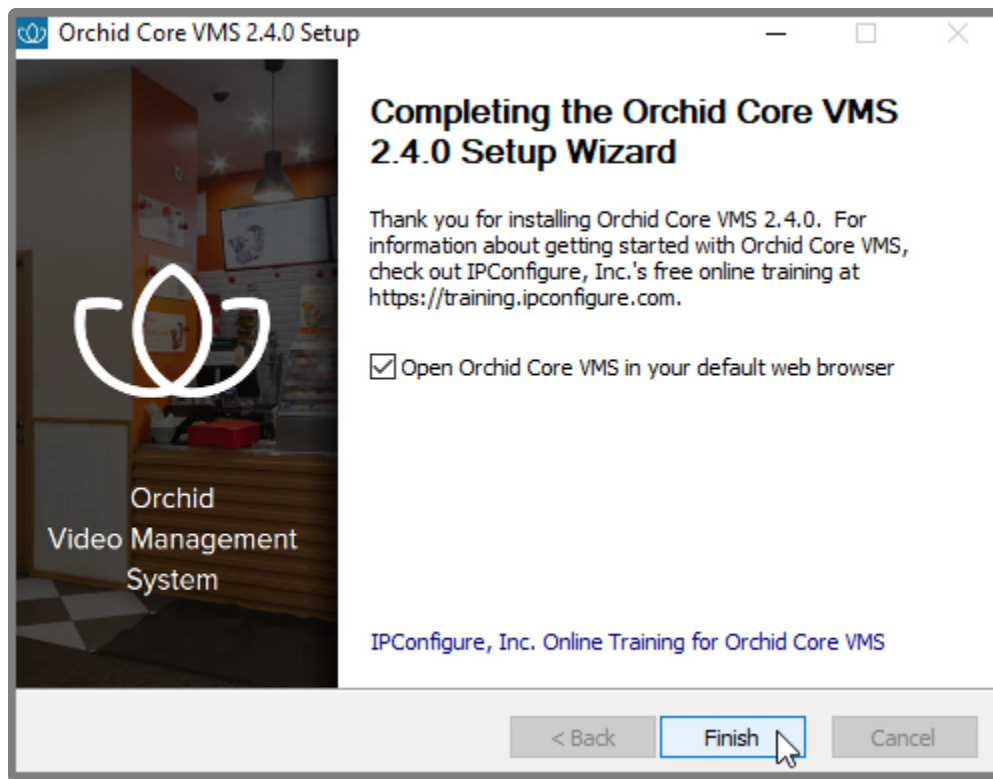 Orchid Core VMS 2.4.0 Setup
Completing the Orchid Core VMS
2.4.0 Setup Wizard
Thank you for installing Orchid Core VMS 2.4.0.  For
information about getting started with Orchid Core VMS,
check out IPConfigure, Inc.'s free online training at
https://training.ipconfigure.com.
Open Orchid Core VMS in your default web browser
Orchid
Video Management
System
IPConfigure, Inc. Online Training for Orchid Core VMS
< Back
Finish
Cancel